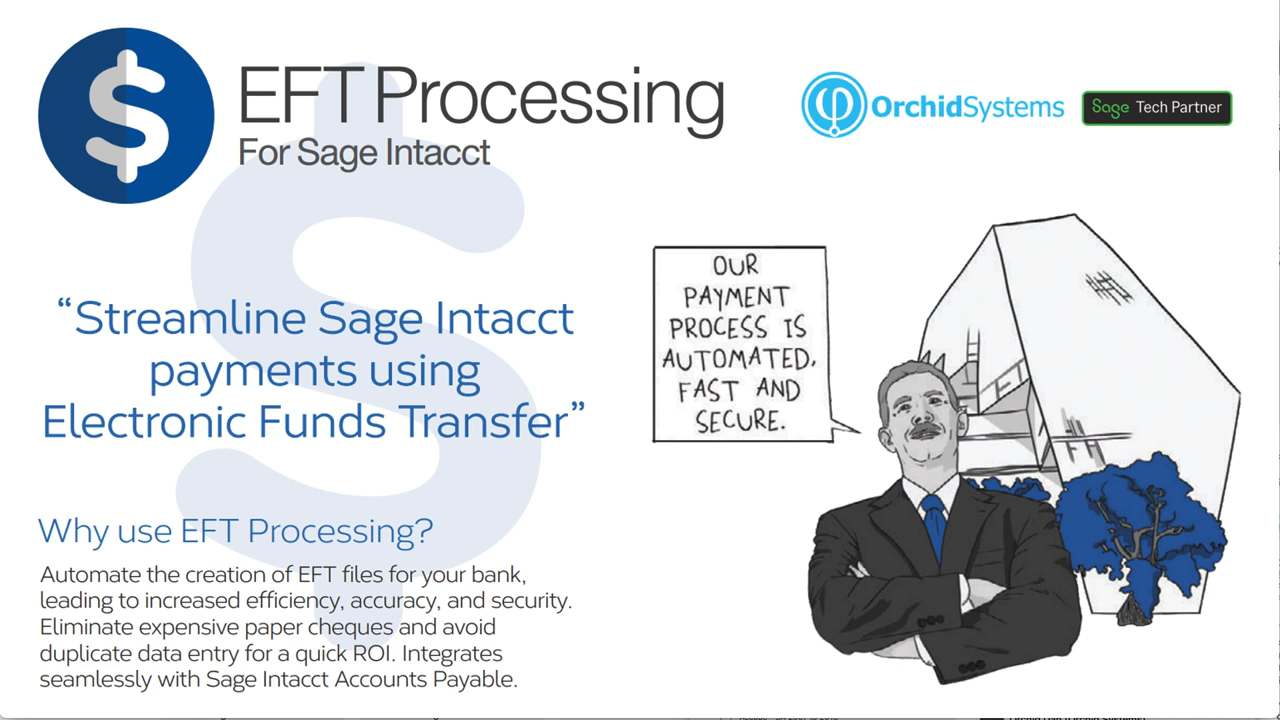 EFT Processing
For Sage Intacct
OrchidSystems
Sage Tech Partner
“Streamline Sage Intacct
payments using
Electronic Funds Transfer”
OUR
PAYMENT
PROCESS IS
AUTOMATED,
FAST AND
SECURE.
Why use EFT Processing?
Automate the creation of EFT files for your bank,
leading to increased efficiency, accuracy, and security.
Eliminate expensive paper cheques and avoid
duplicate data entry for a quick ROI. Integrates
seamlessly with Sage Intacct Accounts Payable.